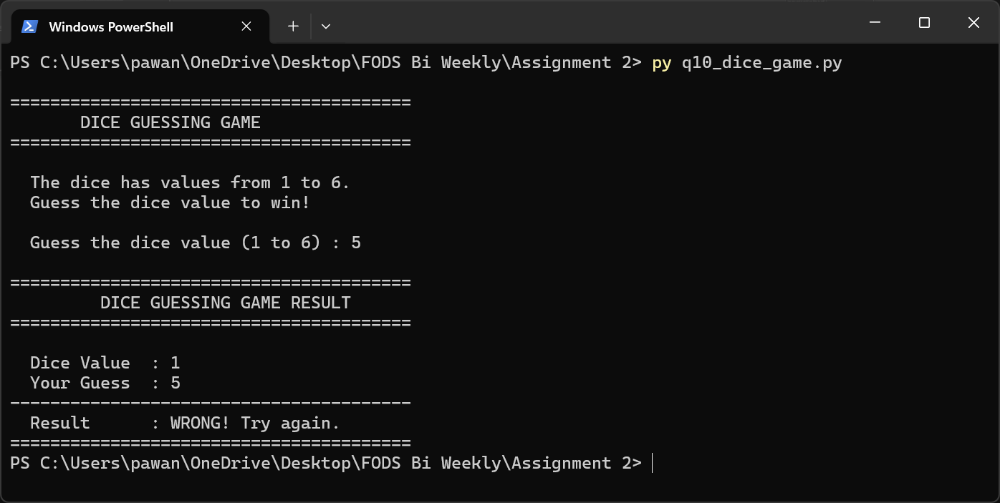 Windows PowerShell
PS C:\Users\pawan\OneDrive\Desktop\FODS Bi Weekly\Assignment 2> py q10_dice_game.py
========================================
       DICE GUESSING GAME
========================================
  The dice has values from 1 to 6.
  Guess the dice value to win!
  Guess the dice value (1 to 6) : 5
========================================
         DICE GUESSING GAME RESULT
========================================
  Dice Value  : 1
  Your Guess  : 5
----------------------------------------
  Result      : WRONG! Try again.
========================================
PS C:\Users\pawan\OneDrive\Desktop\FODS Bi Weekly\Assignment 2>